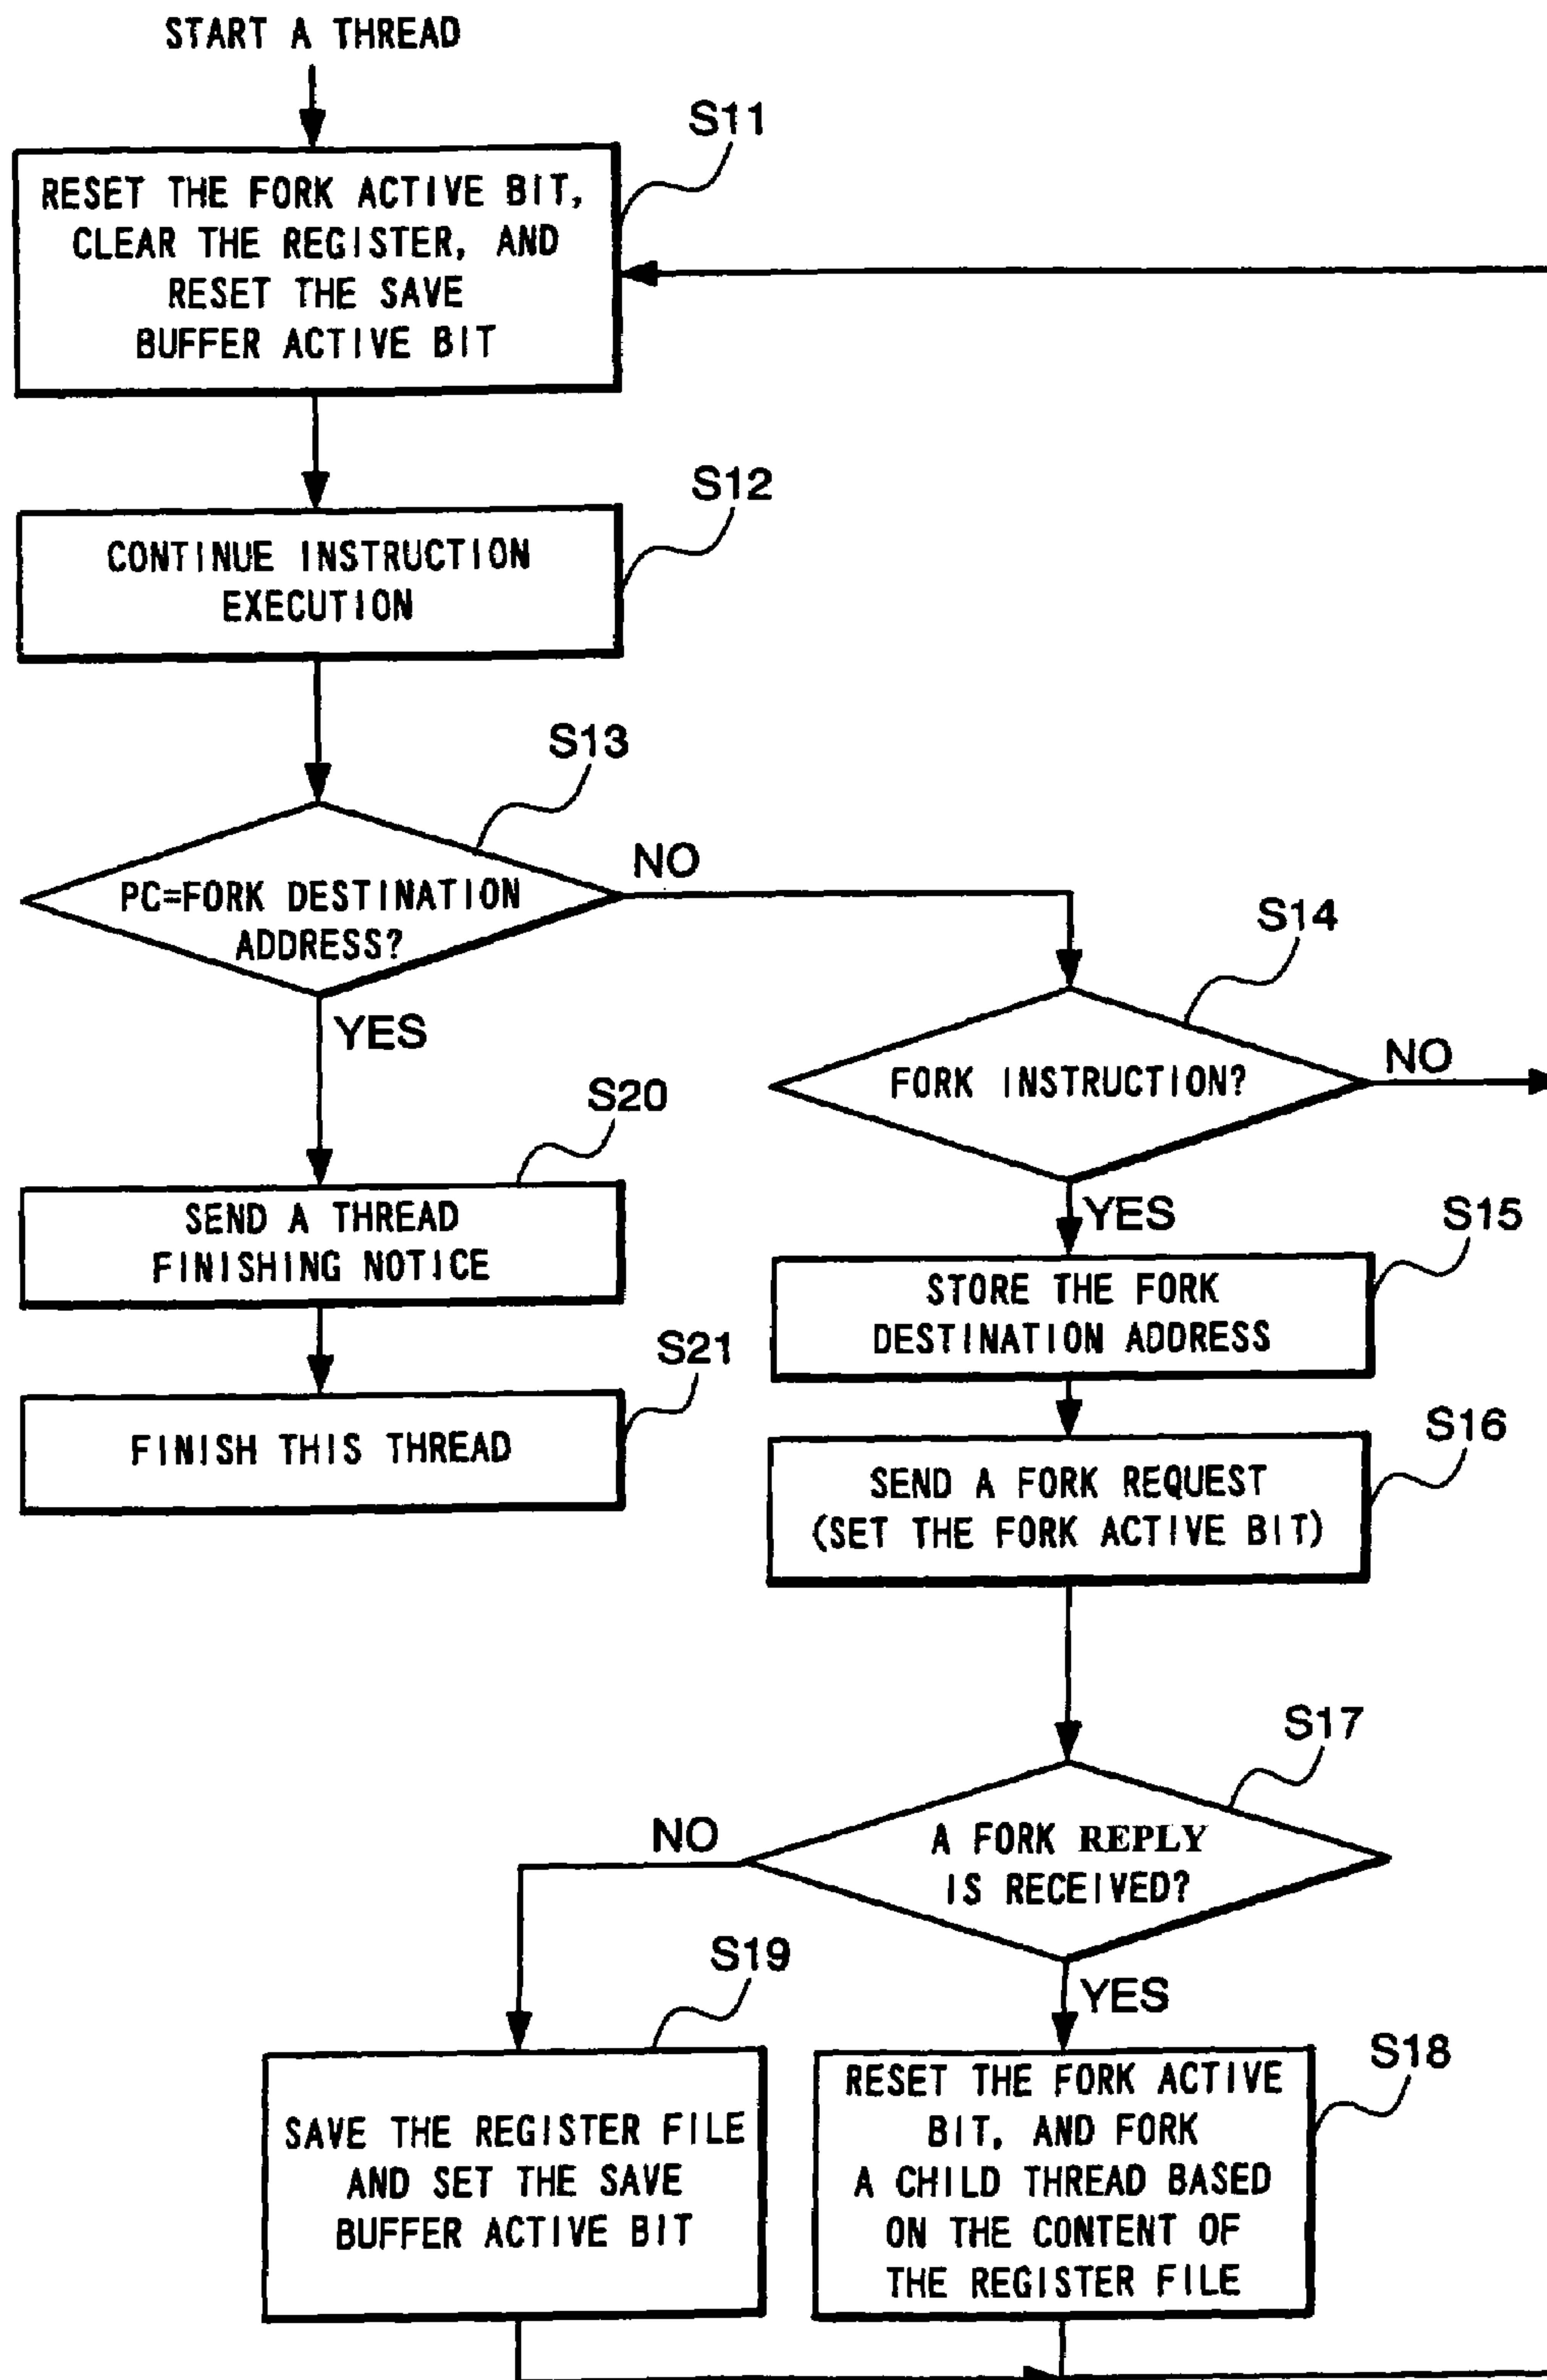 START A THREAD
S11
RESET THE FORK ACTIVE BIT,
CLEAR THE REGISTER, AND
RESET THE SAVE
BUFFER ACTIVE BIT
S12
CONTINUE INSTRUCTION
EXECUTION
S13
PC=FORK DESTINATION
ADDRESS?
NO
YES
S14
FORK INSTRUCTION?
NO
YES
S20
SEND A THREAD
FINISHING NOTICE
S21
FINISH THIS THREAD
S15
STORE THE FORK
DESTINATION ADDRESS
S16
SEND A FORK REQUEST
(SET THE FORK ACTIVE BIT)
S17
A FORK REPLY
IS RECEIVED?
NO
YES
S19
SAVE THE REGISTER FILE
AND SET THE SAVE
BUFFER ACTIVE BIT
S18
RESET THE FORK ACTIVE
BIT, AND FORK
A CHILD THREAD BASED
ON THE CONTENT OF
THE REGISTER FILE